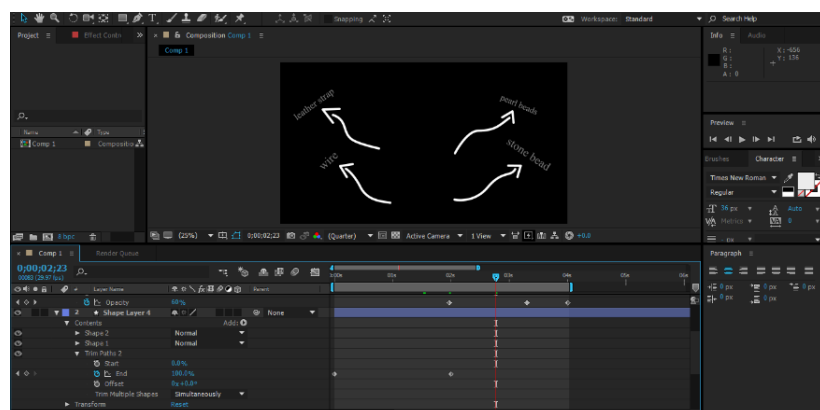 Snapping
Workspace: Standard
Search Help
Project
Effect Contr
Composition Comp 1
Info
Audio
Comp 1
R :
G :
B :
A : 0
X : -656
Y : 136
leather strap
pearl beads
wire
stone bead
Name
Type
Comp 1
Compositio
Preview
Brushes
Character
Times New Roman
Regular
36 px
Auto
Metrics
0
px
8 bpc
(25%)
0;00;02;23
(Quarter)
Active Camera
1 View
+0.0
Comp 1
Render Queue
Paragraph
0;00;02;23
00083 (29.97 fps)
Layer Name
Parent
01s
02s
03s
04s
05s
06s
Opacity
60%
2
Shape Layer 4
None
Contents
Add:
Shape 2
Normal
Shape 1
Normal
Trim Paths 2
Start
0.0%
End
100.0%
Offset
0x+0.0°
Trim Multiple Shapes
Simultaneously
Transform
Reset
0 px
0 px
0 px
0 px
0 px